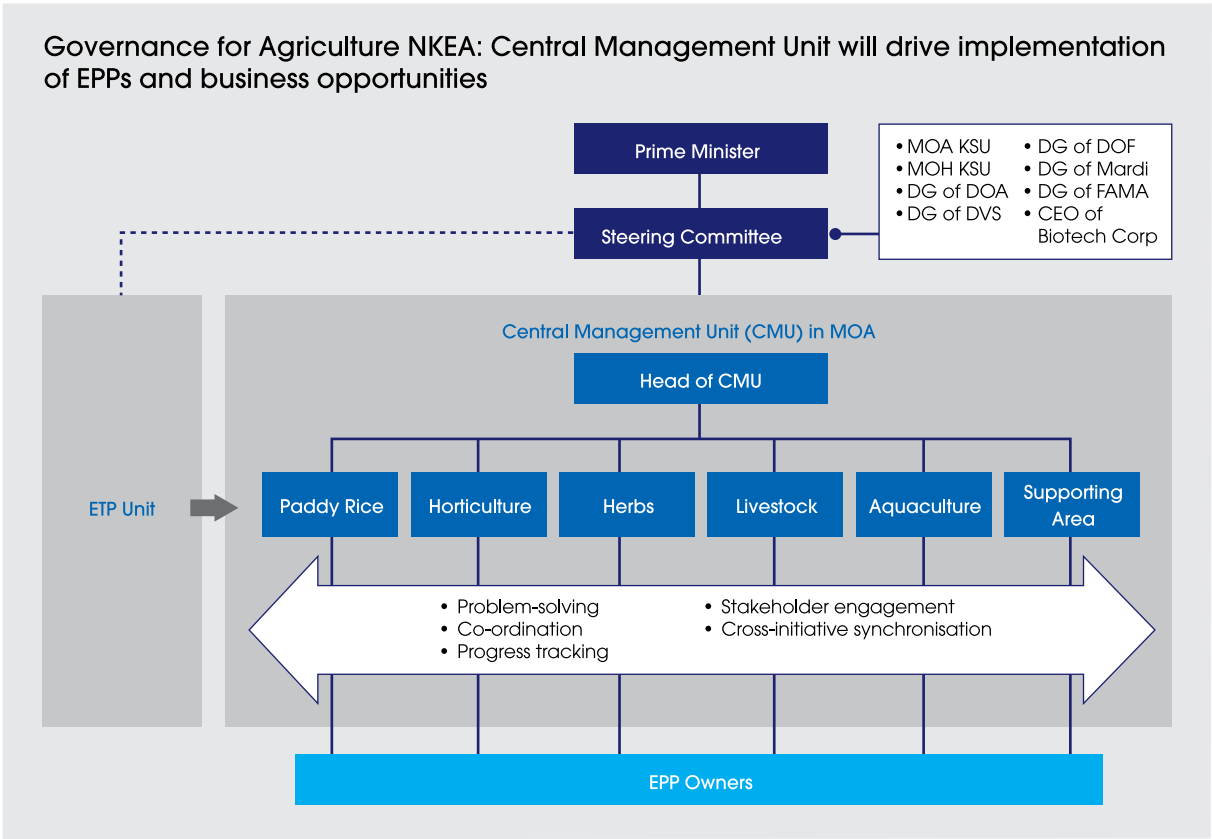 Governance for Agriculture NKEA: Central Management Unit will drive implementation
of EPPs and business opportunities
Prime Minister
Steering Committee
• MOA KSU
• MOH KSU
• DG of DOA
• DG of DVS
• DG of DOF
• DG of Mardi
• DG of FAMA
• CEO of
Biotech Corp
Central Management Unit (CMU) in MOA
Head of CMU
ETP Unit
Paddy Rice
Horticulture
Herbs
Livestock
Aquaculture
Supporting
Area
• Problem-solving
• Co-ordination
• Progress tracking
• Stakeholder engagement
• Cross-initiative synchronisation
EPP Owners